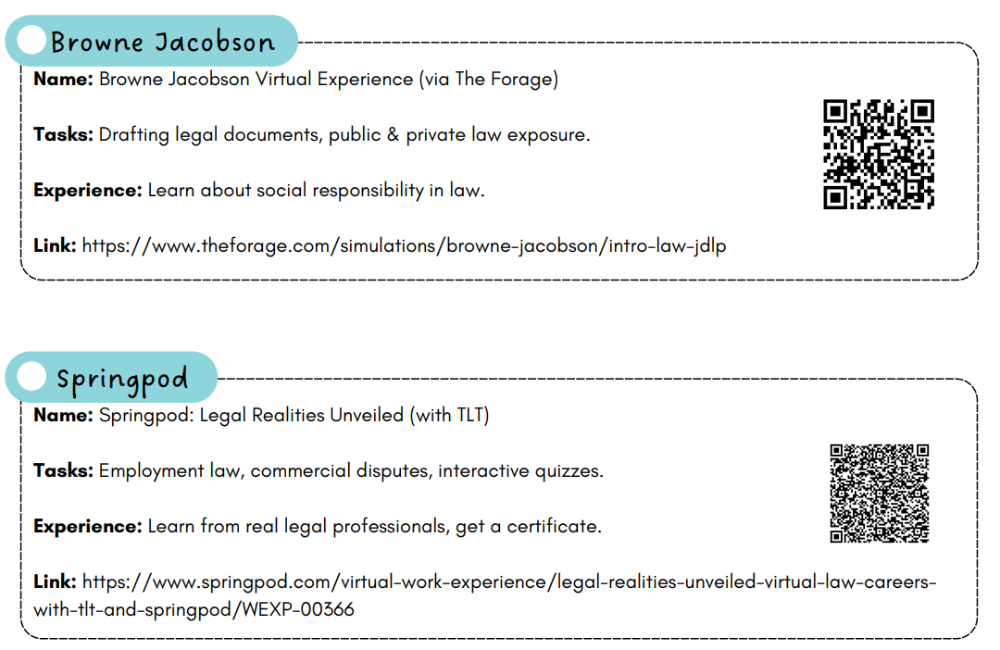 Browne Jacobson
Name: Browne Jacobson Virtual Experience (via The Forage)
Tasks: Drafting legal documents, public & private law exposure.
Experience: Learn about social responsibility in law.
Link: https://www.theforage.com/simulations/browne-jacobson/intro-law-jdlp
Springpod
Name: Springpod: Legal Realities Unveiled (with TLT)
Tasks: Employment law, commercial disputes, interactive quizzes.
Experience: Learn from real legal professionals, get a certificate.
Link: https://www.springpod.com/virtual-work-experience/legal-realities-unveiled-virtual-law-careers-
with-tlt-and-springpod/WEXP-00366